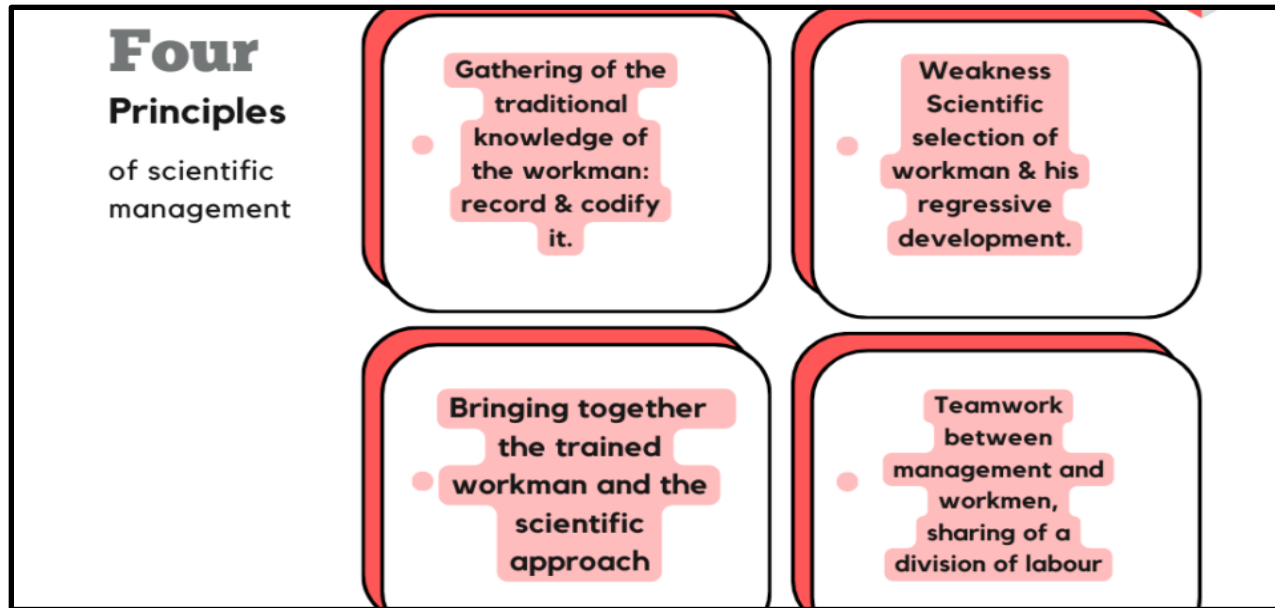 Four
Principles
of scientific
management
Gathering of the
traditional
knowledge of
the workman:
record & codify
it.
Weakness
Scientific
selection of
workman & his
regressive
development.
Bringing together
the trained
workman and the
scientific
approach
Teamwork
between
management and
workmen,
sharing of a
division of labour